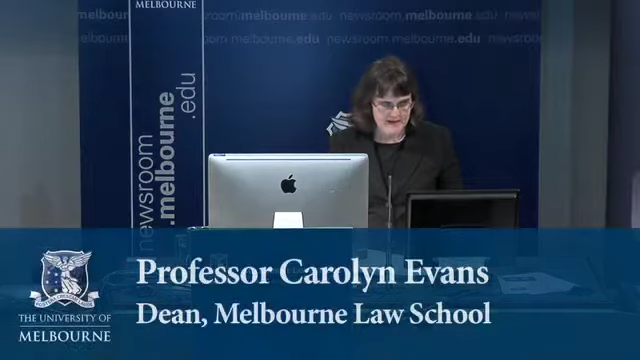 MELBOURNE
newsroom.melbourne.edu newsroom.melbourne.edu
newsroom
.melbourne
.edu
Professor Carolyn Evans
Dean, Melbourne Law School
THE UNIVERSITY OF
MELBOURNE